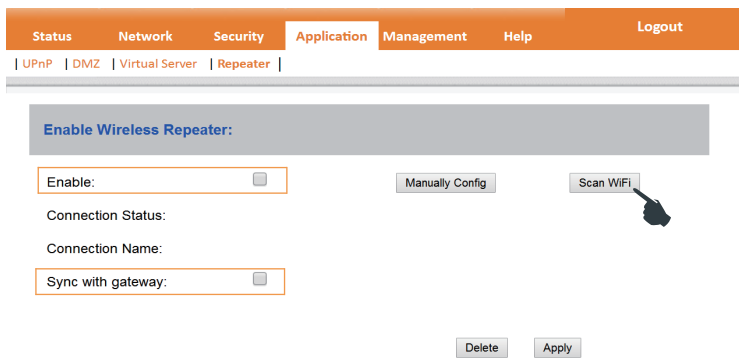 Logout
Status Network Security Application Management Help
| UPnP | DMZ | Virtual Server | Repeater |
Enable Wireless Repeater:
Enable: Manually Config Scan WiFi
Connection Status:
Connection Name:
Sync with gateway:
Delete Apply